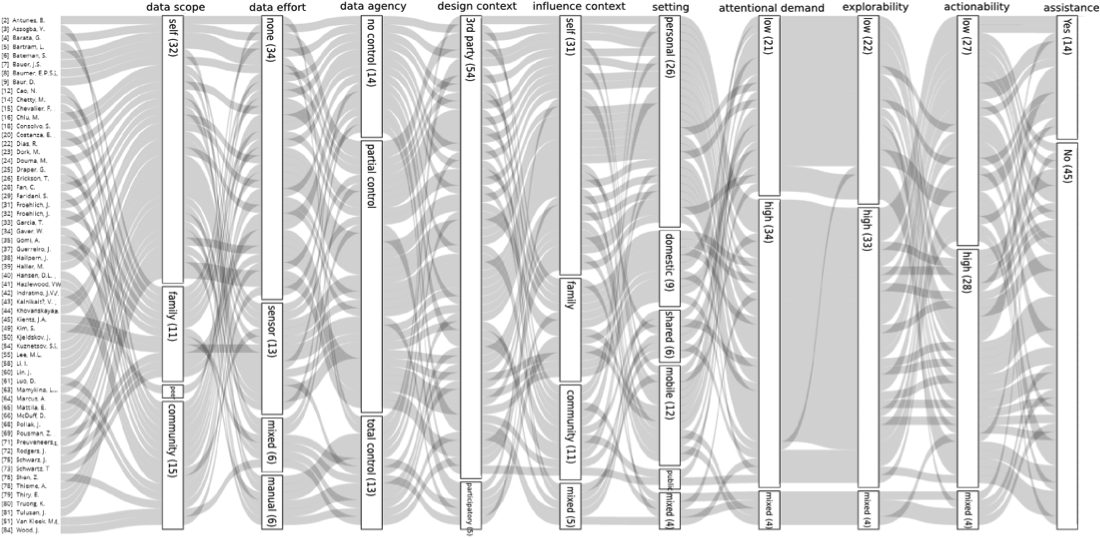 data scope
data effort
data agency
design context
influence context
setting
attentional demand
explorability
actionability
assistance
[2] Antunes, B.
[3] Assogba, Y.
[4] Barata, G.
[5] Bartram, L.
[6] Bateman, S.
[7] Bauer, J.S.
[8] Baumer, E.P.S.
[9] Baur, D.
[12] Cao, N.
[14] Chetty, M.
[15] Chevalier, F.
[16] Chiu, M.
[18] Consolvo, S.
[20] Costanza, E.
[22] Dias, R.
[23] Dork, M.
[24] Douma, M.
[25] Draper, G.
[26] Erickson, T.
[28] Fan, C.
[29] Faridani, S.
[31] Froehlich, J.
[32] Froehlich, J.
[33] Garcia, T.
[34] Gaver, W.
[36] Gomi, A.
[37] Guerreiro, J.
[38] Hailpern, J.
[39] Haller, M.
[40] Hansen, D.L.
[41] Hazlewood, W.
[42] Indratmo, J.V.
[43] Kalnikaitė, V.
[44] Khovanskaya
[45] Kientz, J.A.
[49] Kim, S.
[50] Kjeldskov, J.
[54] Kuznetsov, S.
[55] Lee, M.L.
[58] Li, I.
[60] Lin, J.
[61] Luo, D.
[63] Mamykina, L.
[64] Marcus, A.
[65] Mattila, E.
[66] McDuff, D.
[68] Pollak, J.
[69] Pousman, Z.
[71] Preuveneers
[72] Rodgers, J.
[75] Schwarz, J.
[73] Schwartz, T
[75] Shen, Z.
[78] Thieme, A.
[79] Thiry, E.
[80] Truong, K.
[81] Tulusan, J.
[81] Van Kleek, M.
[84] Wood, J.
self (32)
family (11)
peer
community (15)
none (34)
sensor (13)
mixed (6)
manual (6)
no control (14)
partial control
total control (13)
3rd party (54)
participatory (5)
self (31)
family
community (11)
mixed (5)
personal (26)
domestic (9)
shared (6)
mobile (12)
public
mixed (4)
low (21)
high (34)
mixed (4)
low (22)
high (33)
mixed (4)
low (27)
high (28)
mixed (4)
Yes (14)
No (45)